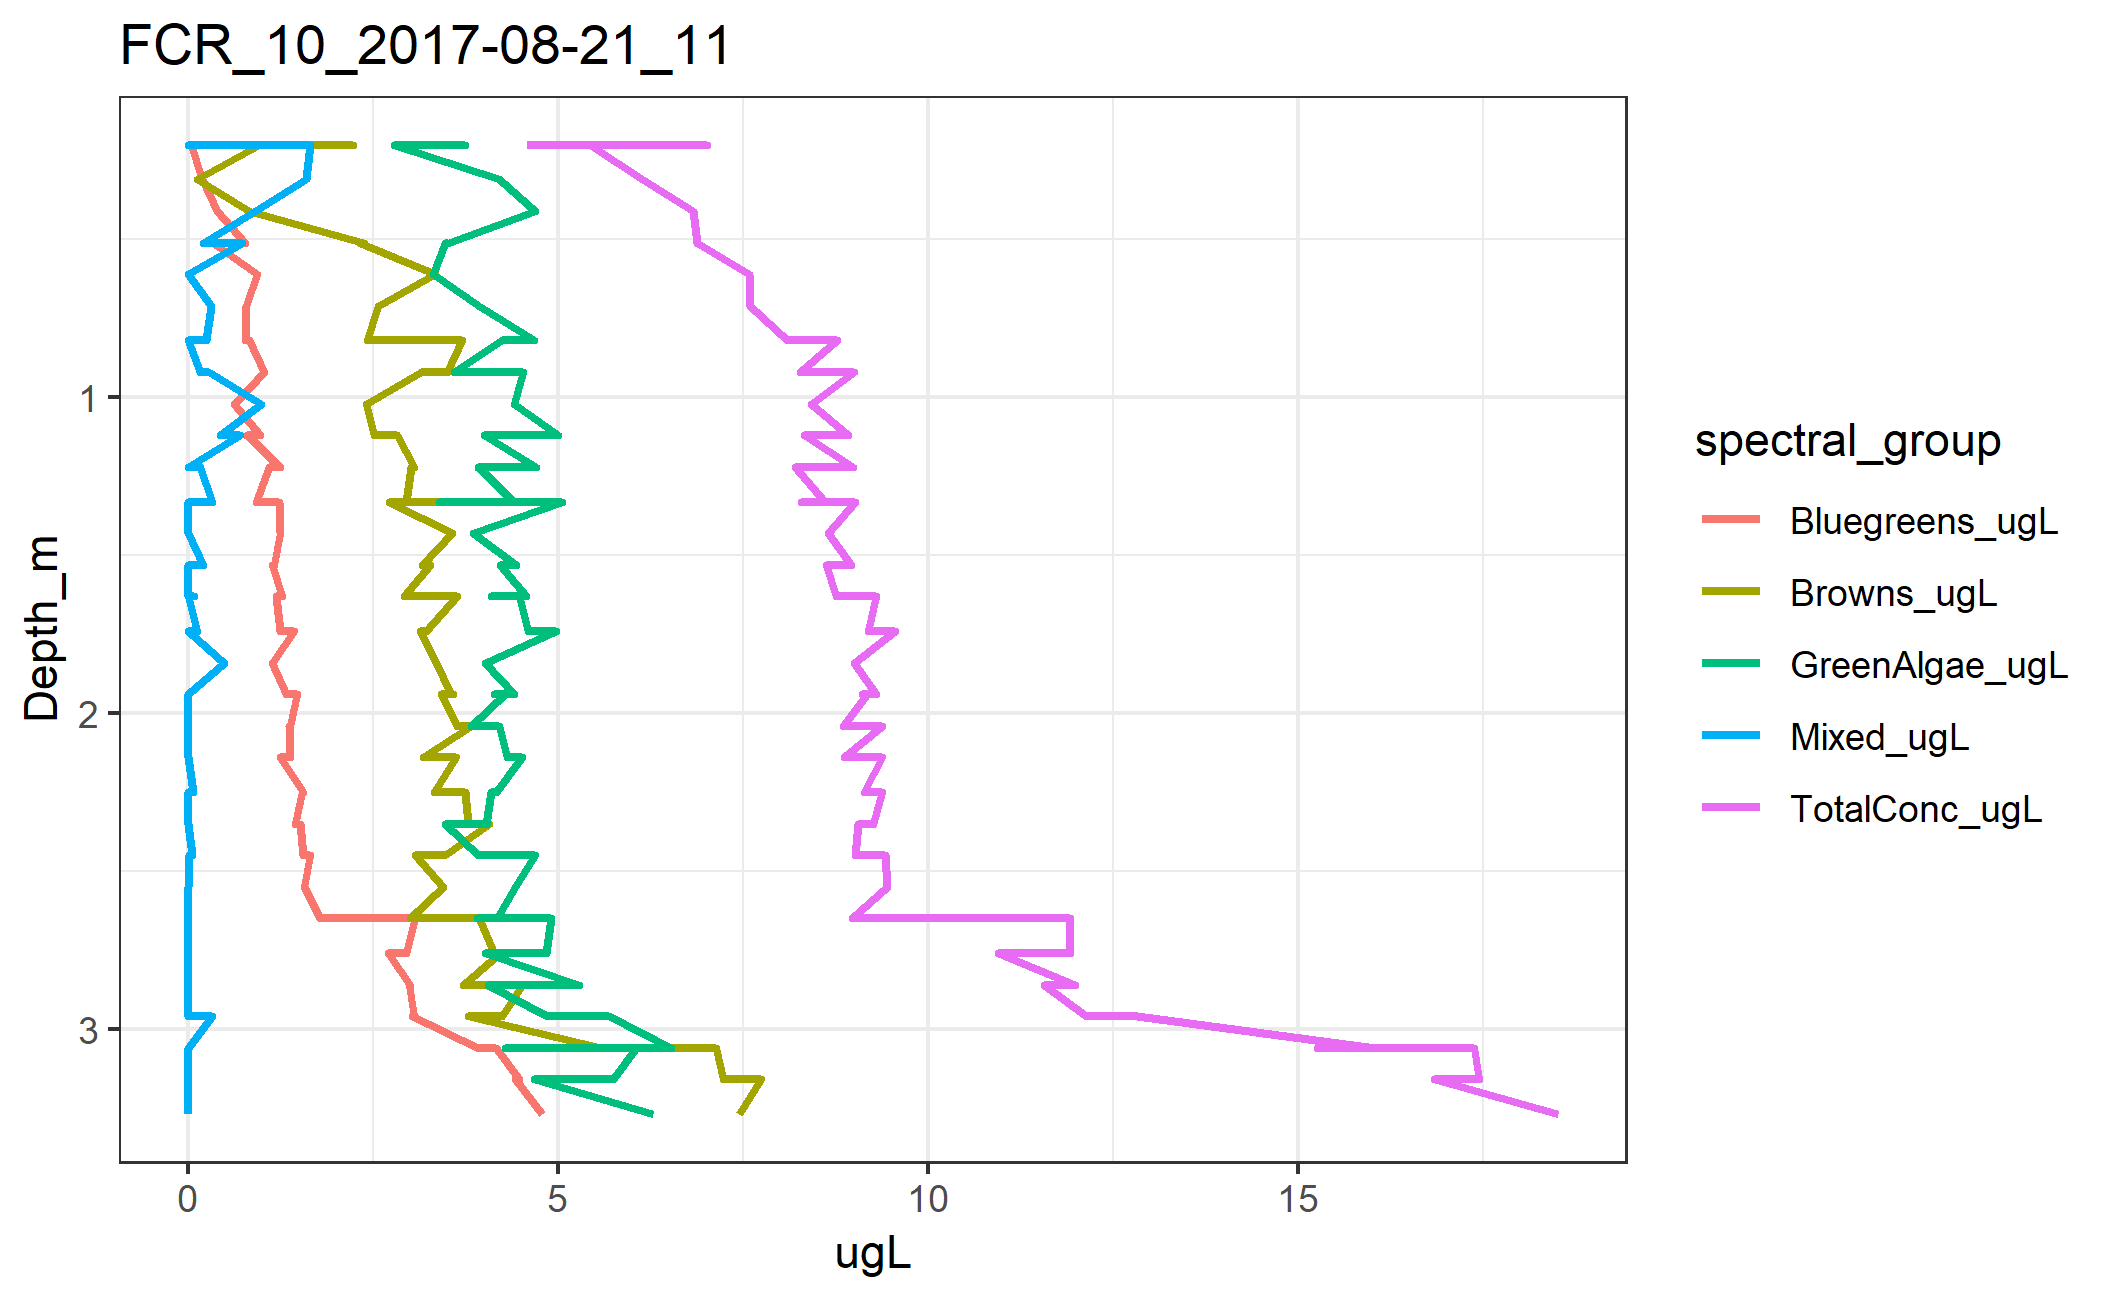 FCR_10_2017-08-21_11
Depth_m
1
2
3
0
5
10
15
ugL
spectral_group
Bluegreens_ugL
Browns_ugL
GreenAlgae_ugL
Mixed_ugL
TotalConc_ugL